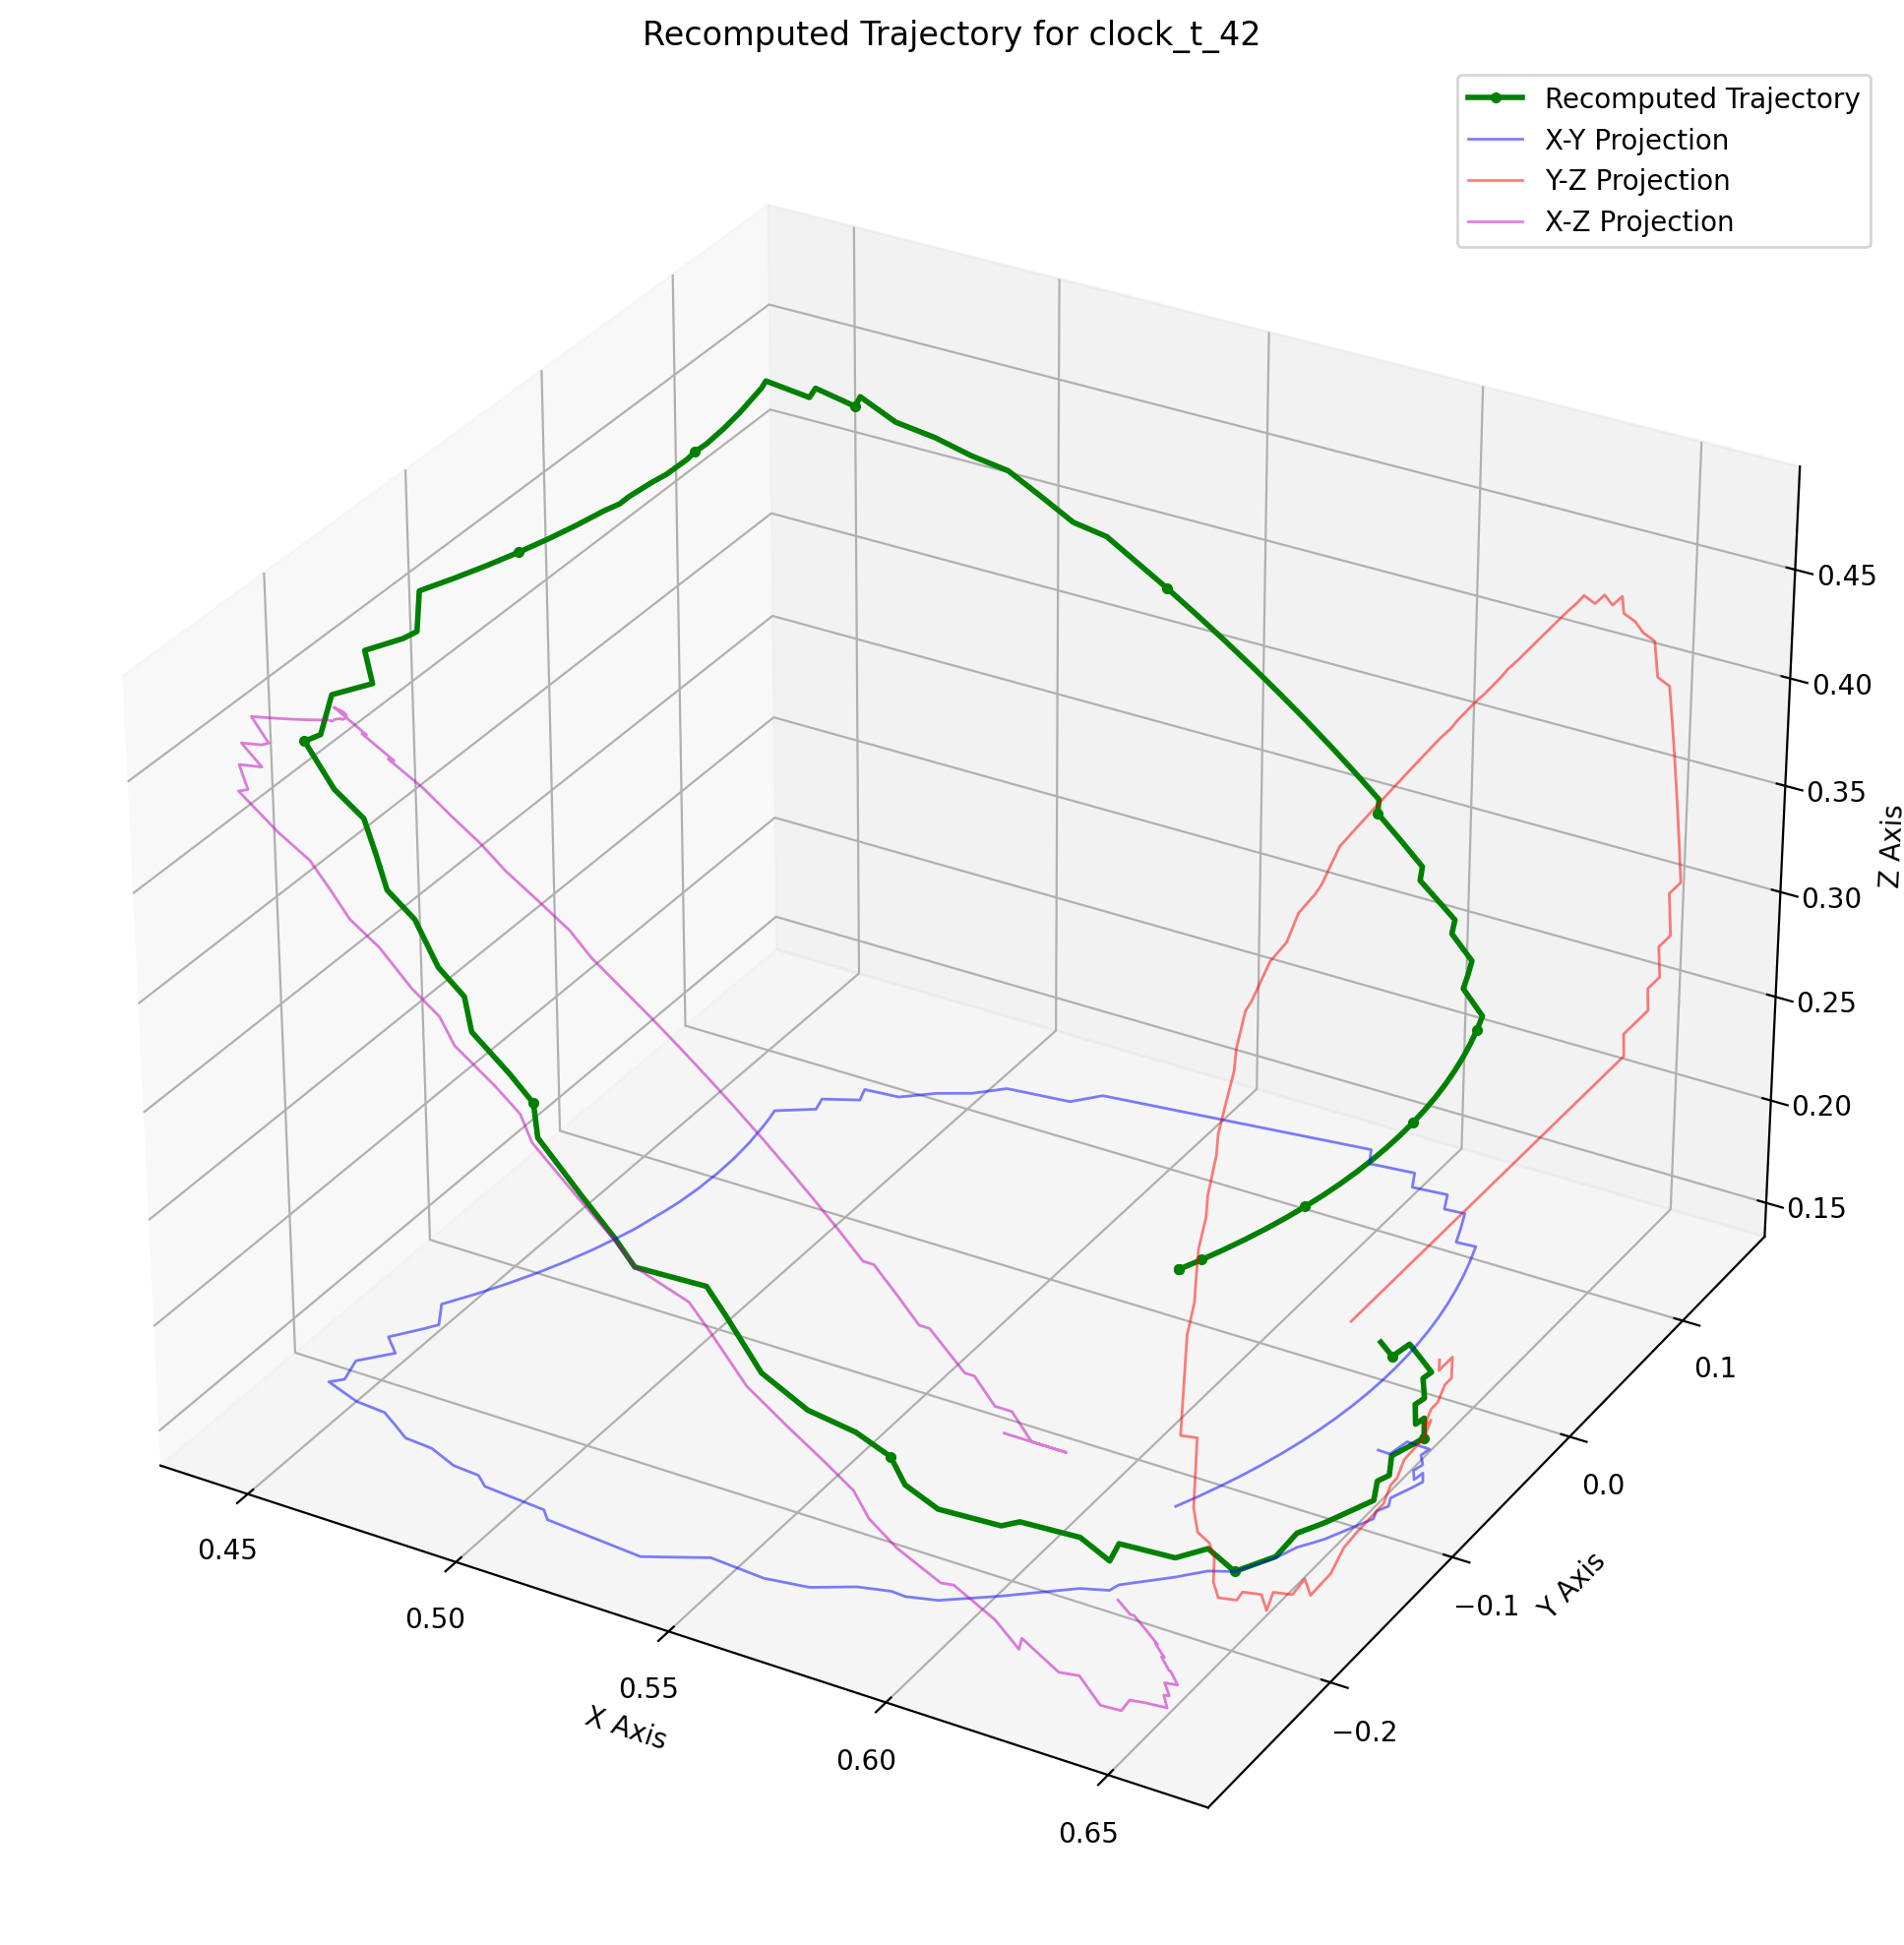 Recomputed Trajectory for clock_t_42
Recomputed Trajectory
X-Y Projection
Y-Z Projection
X-Z Projection
0.45
0.40
0.35
0.30
0.25
0.20
0.15
Z Axis
0.1
0.0
−0.1
−0.2
Y Axis
0.45
0.50
0.55
0.60
0.65
X Axis